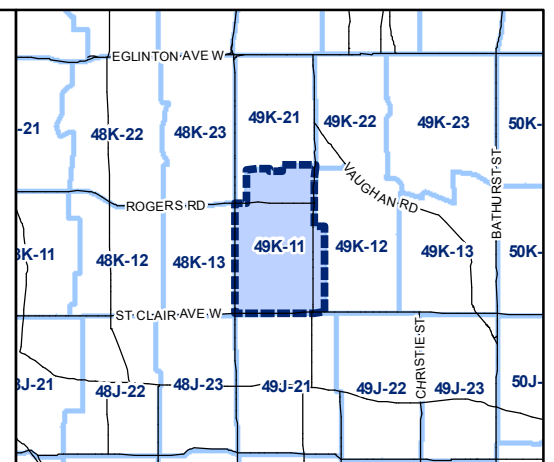 EGLINTON AVE W
-21
48K-22
48K-23
49K-21
49K-22
49K-23
50K-
VAUGHAN RD
BATHURST ST
ROGERS RD
8K-11
48K-12
48K-13
49K-11
49K-12
49K-13
50K-
ST CLAIR AVE W
CHRISTIE ST
8J-21
48J-22
48J-23
49J-21
49J-22
49J-23
50J-